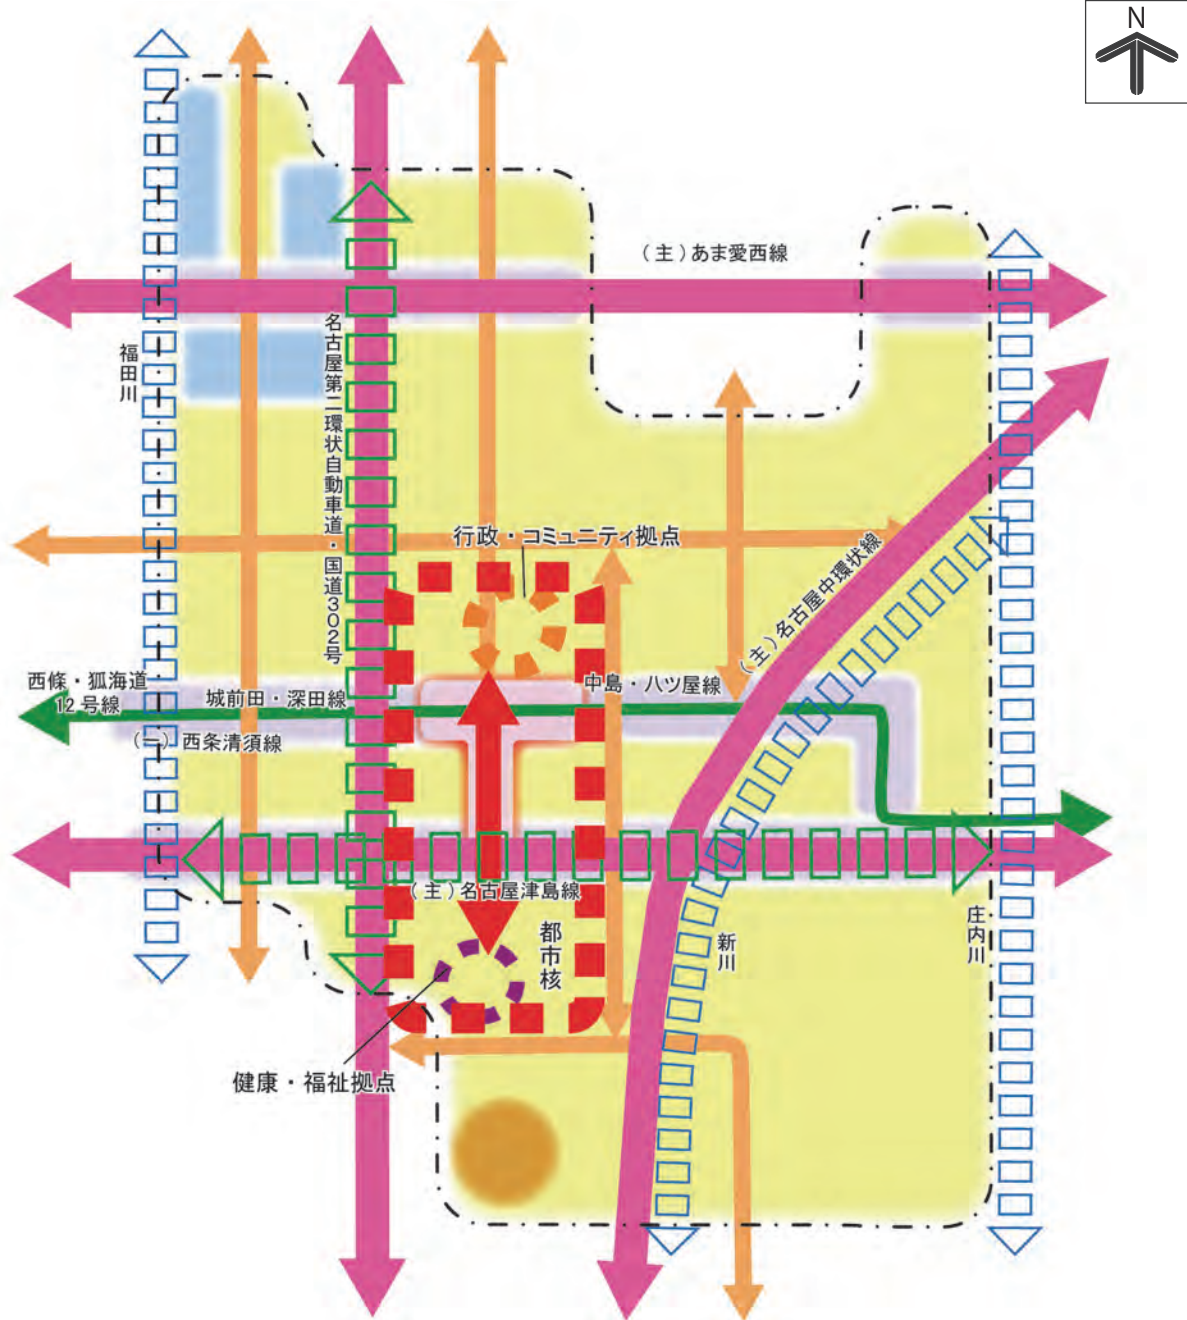 N
(主)あま愛西線
名古屋第二環状自動車道・国道302号
福田川
行政・コミュニティ拠点
(主)名古屋中環状線
西條・狐海道
12号線
城前田・深田線
中島・八ツ屋線
(一)西条清須線
(主)名古屋津島線
都市核
新川
庄内川
健康・福祉拠点